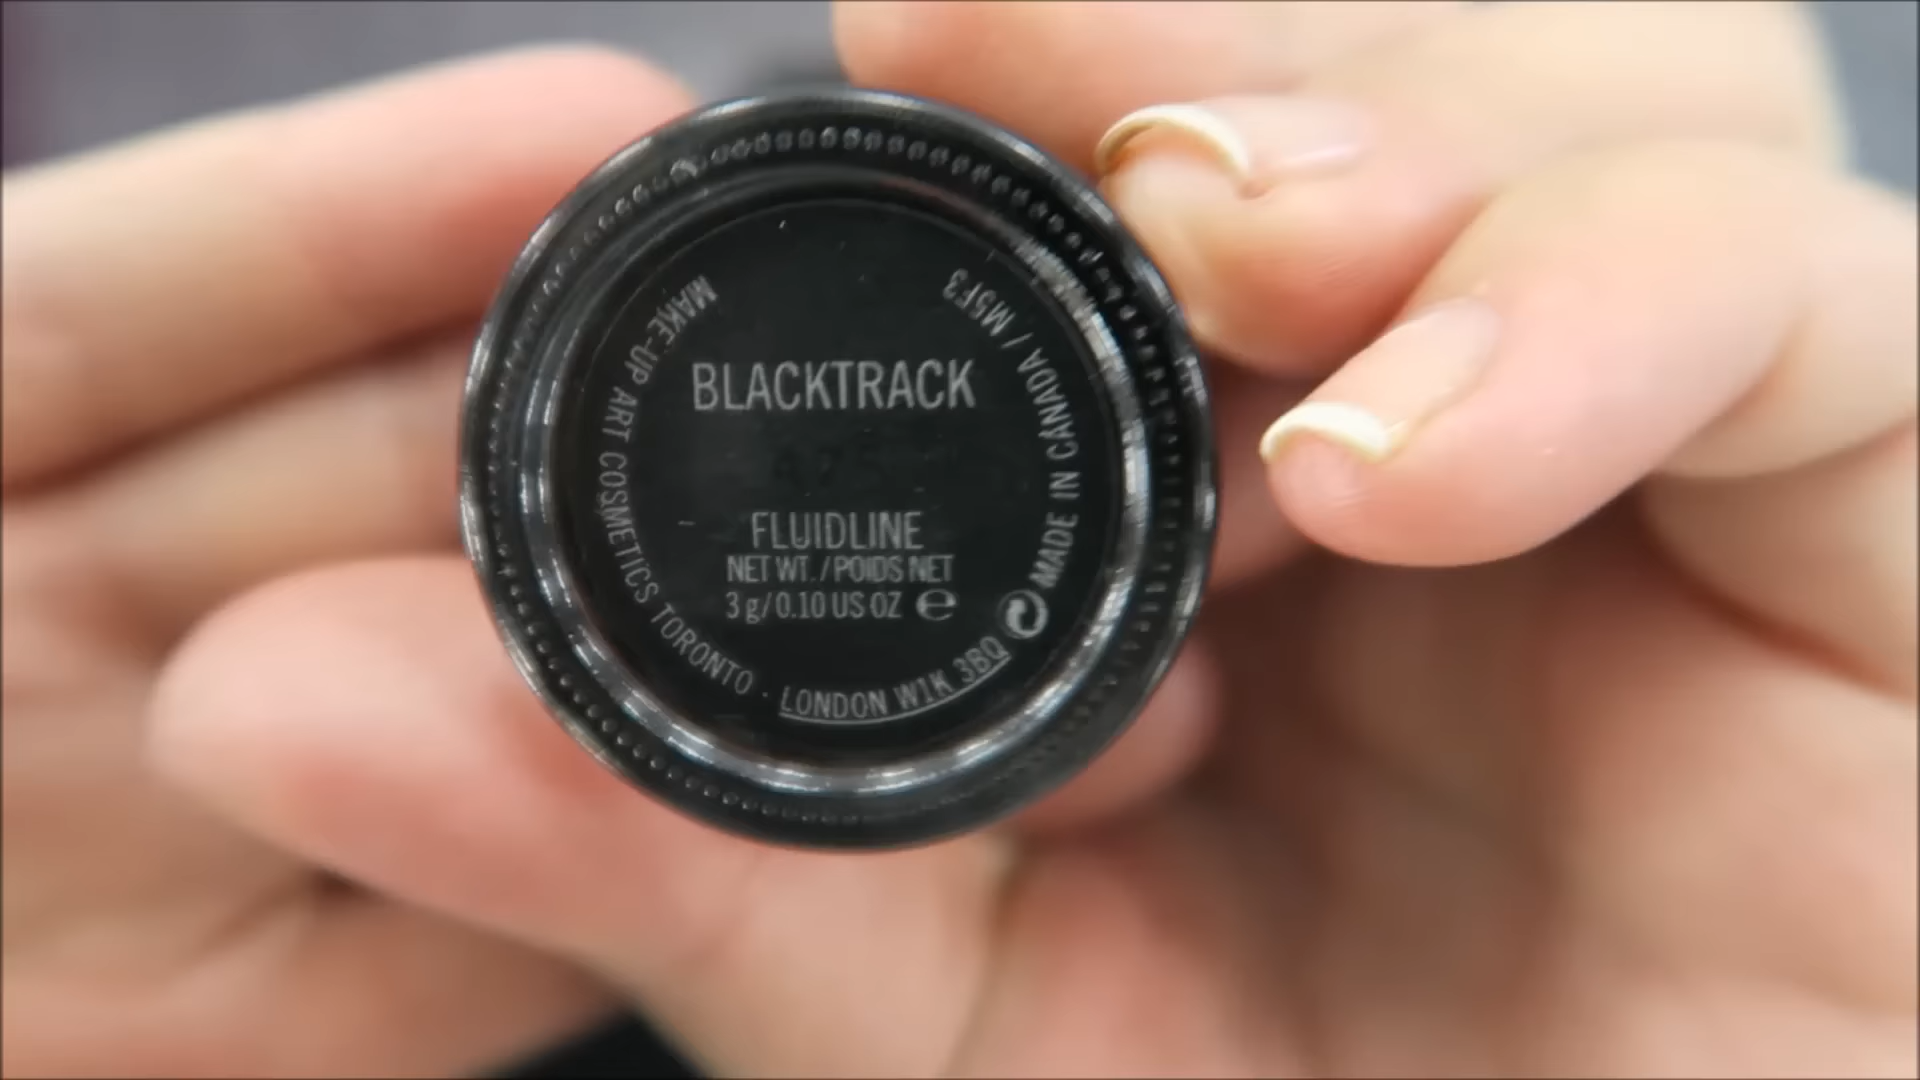 BLACKTRACK
FLUIDLINE
NET WT. / POIDS NET
3 g/0.10 US OZ ℮
MAKE-UP ART COSMETICS TORONTO · LONDON W1K 3BQ
MADE IN CANADA / M5F3